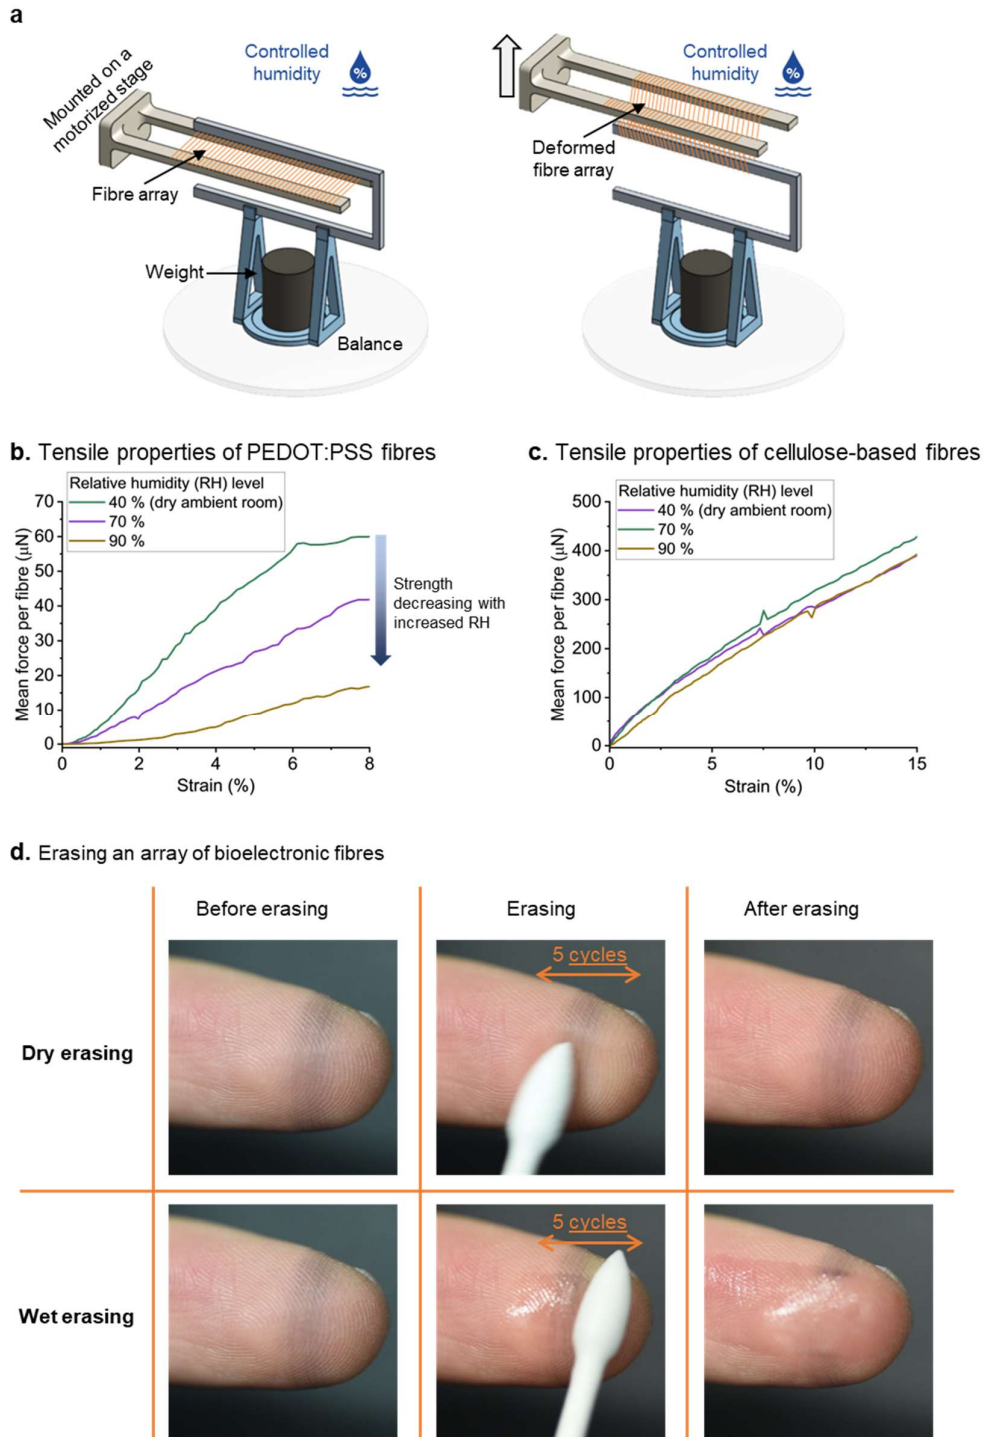 a
Mounted on a
motorized stage
Controlled
humidity
%
Fibre array
Weight
Balance
Controlled
humidity
%
Deformed
fibre array
b. Tensile properties of PEDOT:PSS fibres
Relative humidity (RH) level
40 % (dry ambient room)
70 %
90 %
Mean force per fibre (µN)
70
60
50
40
30
20
10
0
0 2 4 6 8
Strain (%)
Strength
decreasing with
increased RH
c. Tensile properties of cellulose-based fibres
Relative humidity (RH) level
40 % (dry ambient room)
70 %
90 %
Mean force per fibre (µN)
500
400
300
200
100
0
0 5 10 15
Strain (%)
d. Erasing an array of bioelectronic fibres
Before erasing Erasing After erasing
Dry erasing
5 cycles
Wet erasing
5 cycles